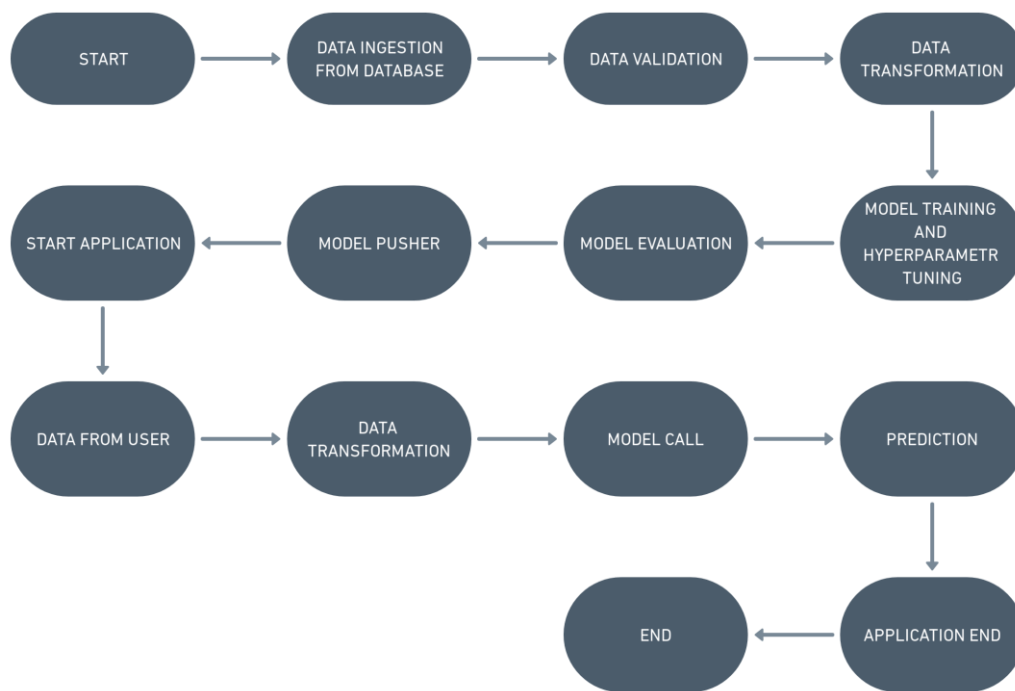 START
DATA INGESTION
FROM DATABASE
DATA VALIDATION
DATA
TRANSFORMATION
MODEL TRAINING
AND
HYPERPARAMETR
TUNING
MODEL EVALUATION
MODEL PUSHER
START APPLICATION
DATA FROM USER
DATA
TRANSFORMATION
MODEL CALL
PREDICTION
APPLICATION END
END